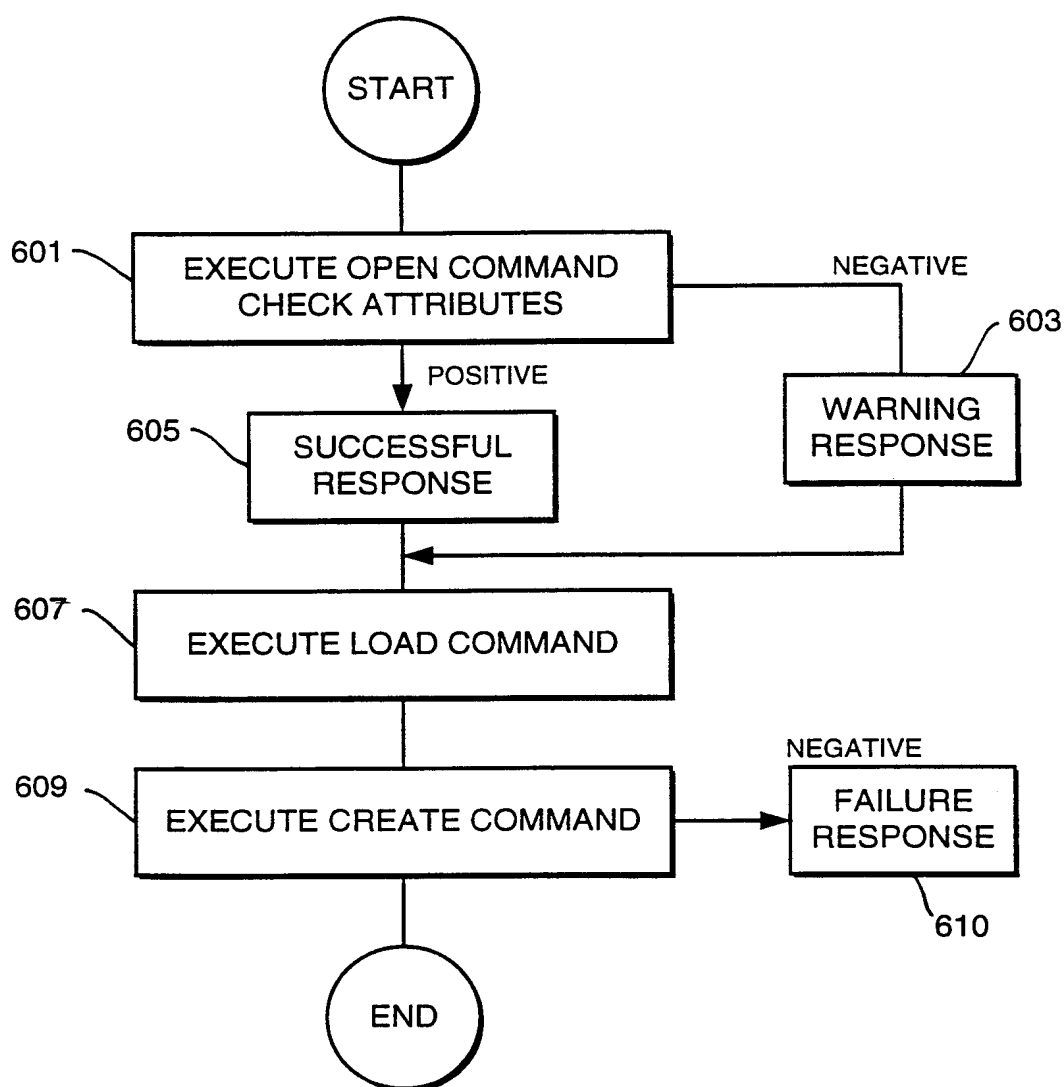 START
601
EXECUTE OPEN COMMAND
CHECK ATTRIBUTES
NEGATIVE
603
POSITIVE
WARNING
RESPONSE
605
SUCCESSFUL
RESPONSE
607
EXECUTE LOAD COMMAND
609
EXECUTE CREATE COMMAND
NEGATIVE
FAILURE
RESPONSE
610
END